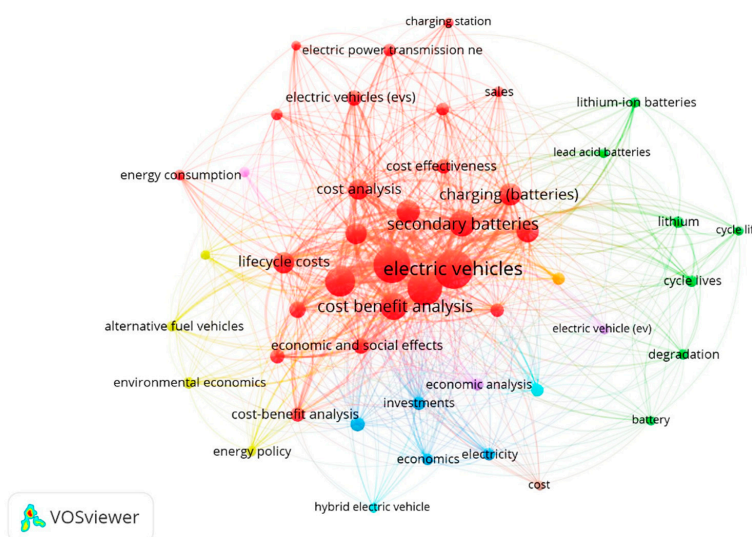 charging station
electric power transmission ne
electric vehicles (evs)
sales
lithium-ion batteries
lead acid batteries
cost effectiveness
energy consumption
cost analysis
charging (batteries)
secondary batteries
lithium
cycle lif
lifecycle costs
electric vehicles
cycle lives
cost benefit analysis
alternative fuel vehicles
electric vehicle (ev)
economic and social effects
degradation
environmental economics
economic analysis
investments
cost-benefit analysis
battery
energy policy
electricity
economics
cost
hybrid electric vehicle
VOSviewer